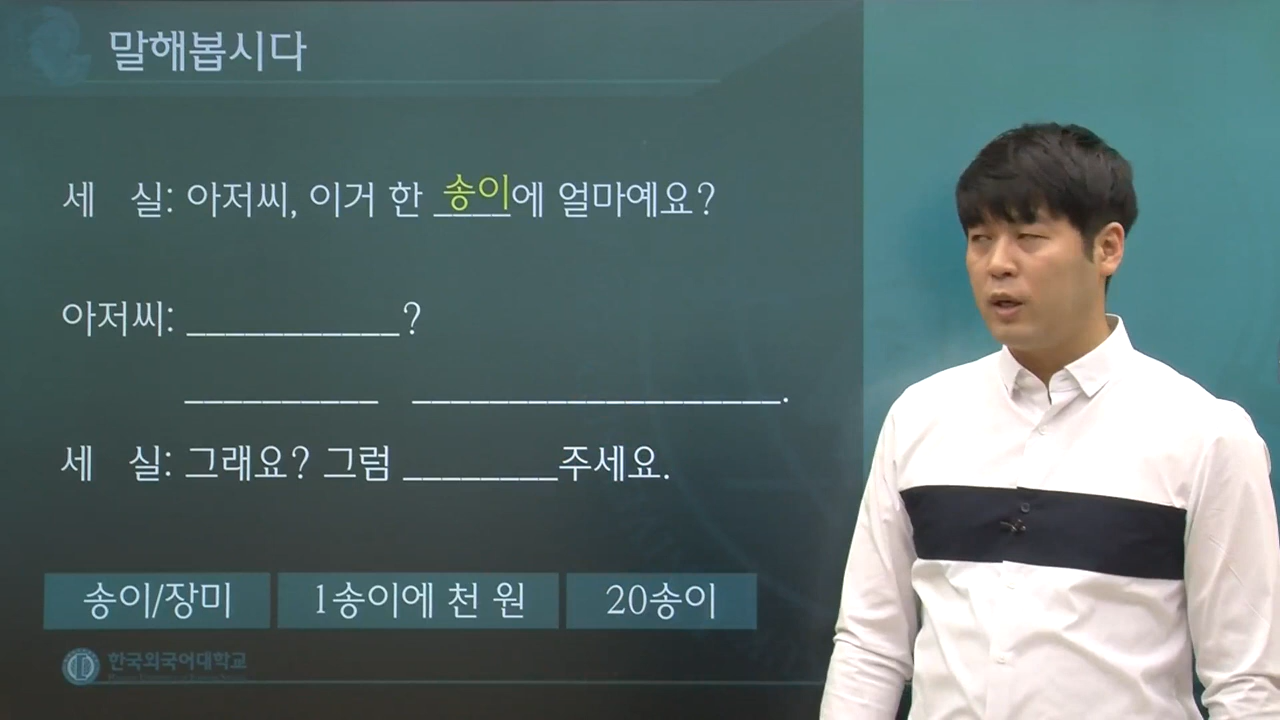 말해봅시다
세 실: 아저씨, 이거 한 송이에 얼마예요?
아저씨: ___________?
__________ ___________________.
세 실: 그래요? 그럼 ________주세요.
송이/장미 1송이에 천 원 20송이
한국외국어대학교